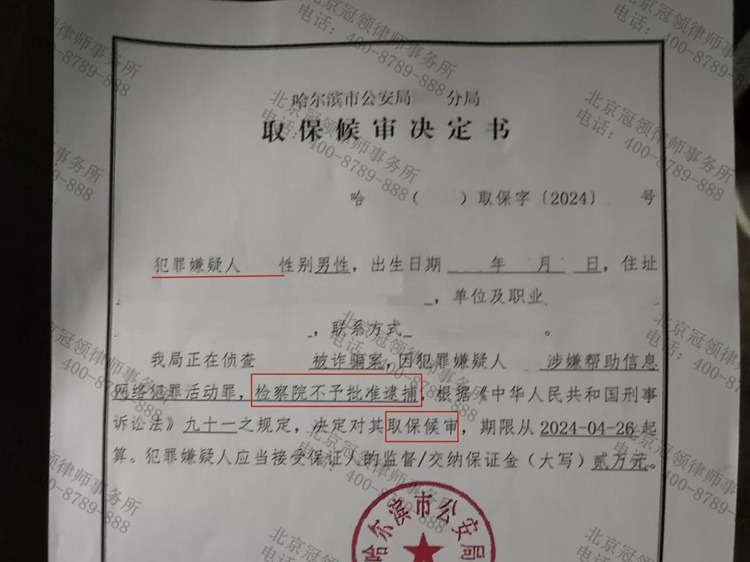 哈尔滨市公安局 分局
取保候审决定书
哈 ( )取保字〔2024〕 号
犯罪嫌疑人 性别男性,出生日期 年 月 日,住址
,单位及职业
,联系方式 。
我局正在侦查 被诈骗案,因犯罪嫌疑人 涉嫌帮助信息
网络犯罪活动罪,检察院不予批准逮捕,根据《中华人民共和国刑事
诉讼法》九十一之规定,决定对其取保候审,期限从2024-04-26起
算。犯罪嫌疑人应当接受保证人的监督/交纳保证金(大写)贰万元。
哈尔滨市公安局
北京冠领律师事务所
电话:400-8789-888